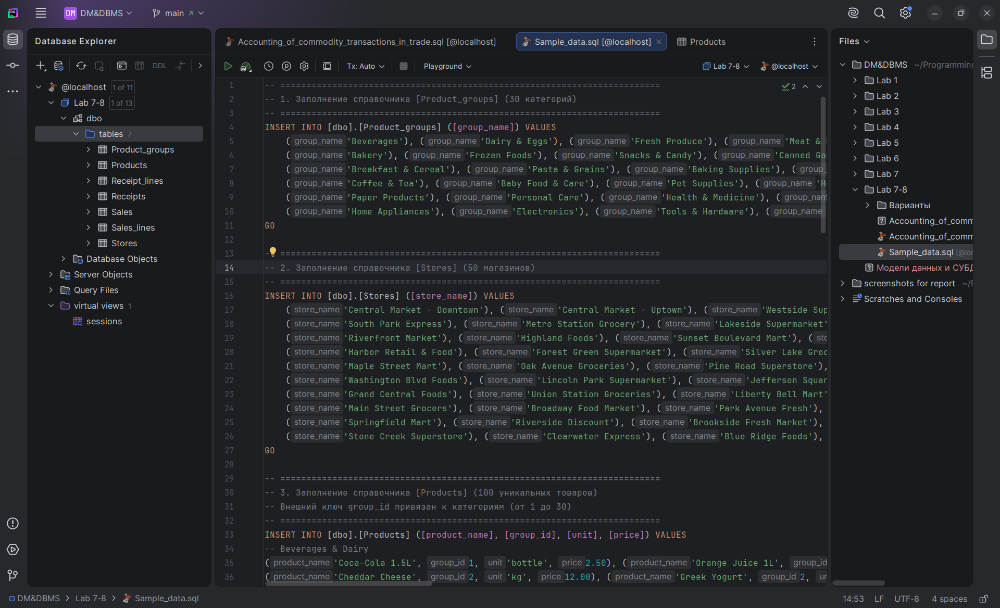 DM DM&DBMS main
Database Explorer
DDL
@localhost 1 of 11
Lab 7-8 1 of 13
dbo
tables 7
Product_groups
Products
Receipt_lines
Receipts
Sales
Sales_lines
Stores
Database Objects
Server Objects
Query Files
virtual views 1
sessions
Accounting_of_commodity_transactions_in_trade.sql [@localhost] Sample_data.sql [@localhost] Products
Tx: Auto Playground Lab 7-8 @localhost
2
1 -- =========================================================================
2 -- 1. Заполнение справочника [Product_groups] (30 категорий)
3 -- =========================================================================
4 INSERT INTO [dbo].[Product_groups] ([group_name]) VALUES
5 (group_name 'Beverages'), (group_name 'Dairy & Eggs'), (group_name 'Fresh Produce'), (group_name 'Meat &
6 (group_name 'Bakery'), (group_name 'Frozen Foods'), (group_name 'Snacks & Candy'), (group_name 'Canned Go
7 (group_name 'Breakfast & Cereal'), (group_name 'Pasta & Grains'), (group_name 'Baking Supplies'), (group_
8 (group_name 'Coffee & Tea'), (group_name 'Baby Food & Care'), (group_name 'Pet Supplies'), (group_name 'H
9 (group_name 'Paper Products'), (group_name 'Personal Care'), (group_name 'Health & Medicine'), (group_nam
10 (group_name 'Home Appliances'), (group_name 'Electronics'), (group_name 'Tools & Hardware'), (group_name
11 GO
12
13 - =========================================================================
14 -- 2. Заполнение справочника [Stores] (50 магазинов)
15 -- =========================================================================
16 INSERT INTO [dbo].[Stores] ([store_name]) VALUES
17 (store_name 'Central Market - Downtown'), (store_name 'Central Market - Uptown'), (store_name 'Westside Sup
18 (store_name 'South Park Express'), (store_name 'Metro Station Grocery'), (store_name 'Lakeside Supermarket'
19 (store_name 'Riverfront Market'), (store_name 'Highland Foods'), (store_name 'Sunset Boulevard Mart'), (sto
20 (store_name 'Harbor Retail & Food'), (store_name 'Forest Green Supermarket'), (store_name 'Silver Lake Groc
21 (store_name 'Maple Street Mart'), (store_name 'Oak Avenue Groceries'), (store_name 'Pine Road Superstore'),
22 (store_name 'Washington Blvd Foods'), (store_name 'Lincoln Park Supermarket'), (store_name 'Jefferson Squar
23 (store_name 'Grand Central Foods'), (store_name 'Union Station Groceries'), (store_name 'Liberty Bell Mart'
24 (store_name 'Main Street Grocers'), (store_name 'Broadway Food Market'), (store_name 'Park Avenue Fresh'),
25 (store_name 'Springfield Mart'), (store_name 'Riverside Discount'), (store_name 'Brookside Fresh Market'),
26 (store_name 'Stone Creek Superstore'), (store_name 'Clearwater Express'), (store_name 'Blue Ridge Foods'),
27 GO
28
29 -- =========================================================================
30 -- 3. Заполнение справочника [Products] (100 уникальных товаров)
31 -- Внешний ключ group_id привязан к категориям (от 1 до 30)
32 -- =========================================================================
33 INSERT INTO [dbo].[Products] ([product_name], [group_id], [unit], [price]) VALUES
34 -- Beverages & Dairy
35 (product_name 'Coca-Cola 1.5L', group_id 1, unit 'bottle', price 2.50), (product_name 'Orange Juice 1L', group_id
36 (product_name 'Cheddar Cheese', group_id 2, unit 'kg', price 12.00), (product_name 'Greek Yogurt', group_id 2, un
Files
DM&DBMS ~/Programming
Lab 1
Lab 2
Lab 3
Lab 4
Lab 5
Lab 6
Lab 7
Lab 7-8
Варианты
Accounting_of_comm
Accounting_of_comm
Sample_data.sql [@loc
Модели данных и СУБД
screenshots for report ~/
Scratches and Consoles
DM&DBMS Lab 7-8 Sample_data.sql
14:53 LF UTF-8 4 spaces